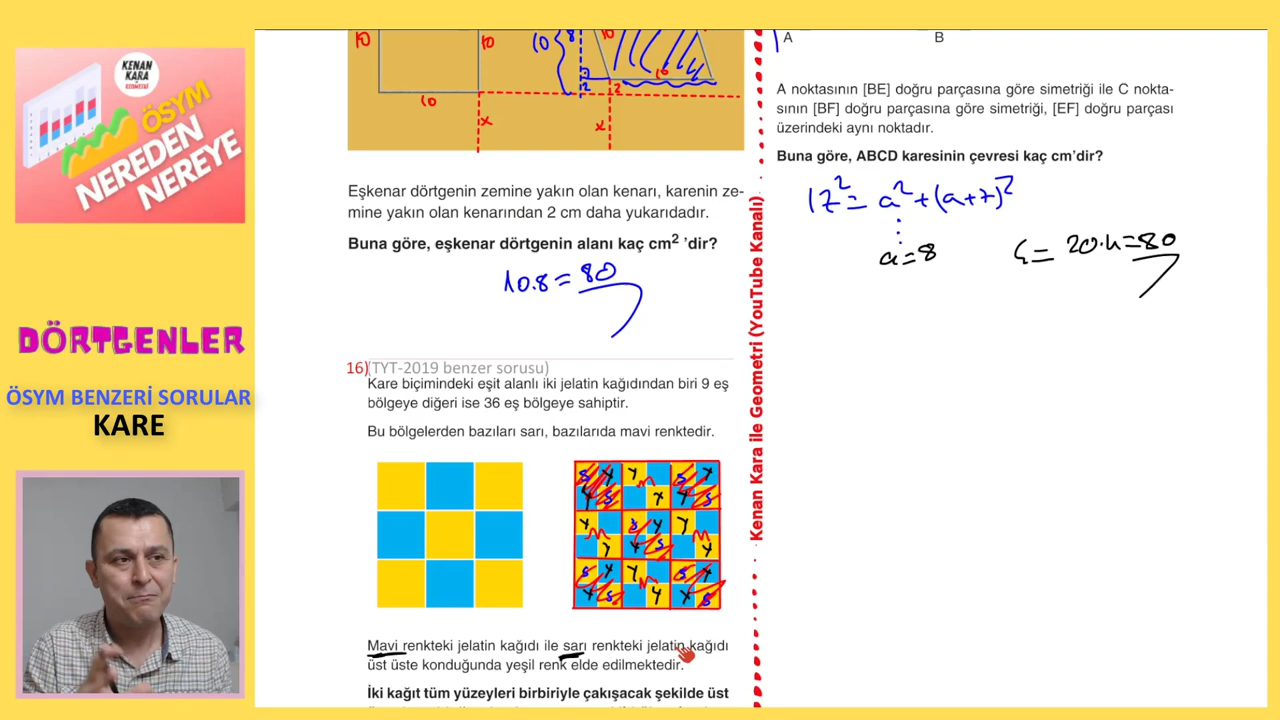 KENAN
KARA
ile
GEOMETRİ
ÖSYM
NEREDEN
NEREYE
DÖRTGENLER
ÖSYM BENZERİ SORULAR
KARE
10
10
10
x
10
8
10
10
2
2
x
Eşkenar dörtgenin zemine yakın olan kenarı, karenin ze-
mine yakın olan kenarından 2 cm daha yukarıdadır.
Buna göre, eşkenar dörtgenin alanı kaç cm² 'dir?
10.8 = 80
16)(TYT-2019 benzer sorusu)
Kare biçimindeki eşit alanlı iki jelatin kağıdından biri 9 eş
bölgeye diğeri ise 36 eş bölgeye sahiptir.
Bu bölgelerden bazıları sarı, bazılarıda mavi renktedir.
S Y Y M S Y
Y S Y Y S
Y S Y Y
M Y Y S M Y
S Y Y M S Y
Y S Y Y S
Mavi renkteki jelatin kağıdı ile sarı renkteki jelatin kağıdı
üst üste konduğunda yeşil renk elde edilmektedir.
İki kağıt tüm yüzeyleri birbiriyle çakışacak şekilde üst
Kenan Kara ile Geometri (YouTube Kanalı)
A B
A noktasının [BE] doğru parçasına göre simetriği ile C nokta-
sının [BF] doğru parçasına göre simetriği, [EF] doğru parçası
üzerindeki aynı noktadır.
Buna göre, ABCD karesinin çevresi kaç cm'dir?
17² = a² + (a+7)²
a = 8
Ç = 20.4 = 80